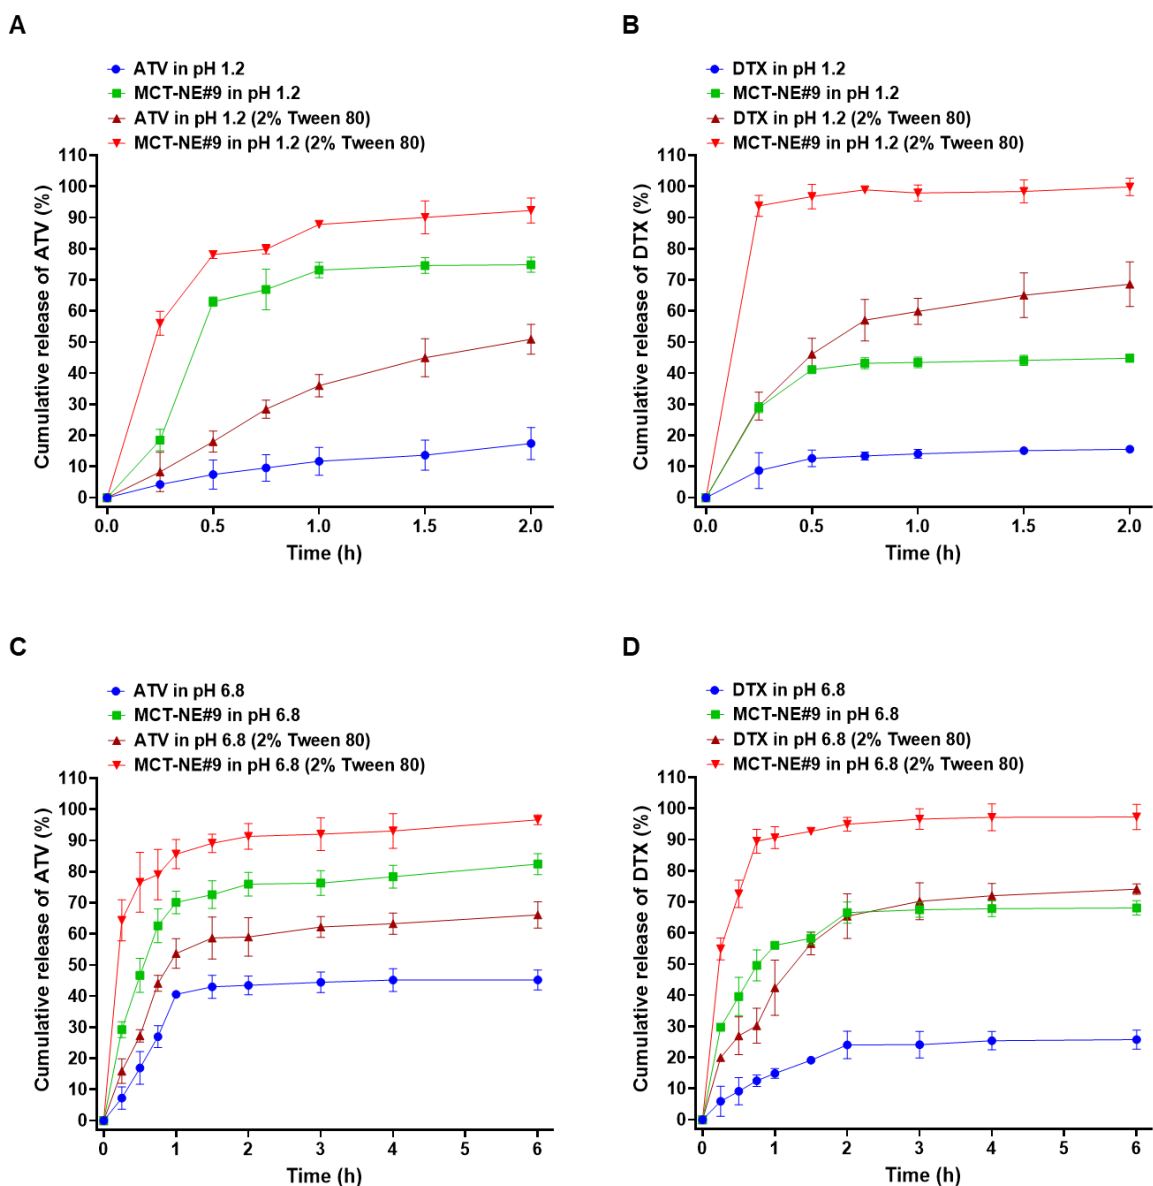 A
ATV in pH 1.2
MCT-NE#9 in pH 1.2
ATV in pH 1.2 (2% Tween 80)
MCT-NE#9 in pH 1.2 (2% Tween 80)
110
100
90
80
70
60
50
40
30
20
10
0
Cumulative release of ATV (%)
0.0 0.5 1.0 1.5 2.0
Time (h)
B
DTX in pH 1.2
MCT-NE#9 in pH 1.2
DTX in pH 1.2 (2% Tween 80)
MCT-NE#9 in pH 1.2 (2% Tween 80)
110
100
90
80
70
60
50
40
30
20
10
0
Cumulative release of DTX (%)
0.0 0.5 1.0 1.5 2.0
Time (h)
C
ATV in pH 6.8
MCT-NE#9 in pH 6.8
ATV in pH 6.8 (2% Tween 80)
MCT-NE#9 in pH 6.8 (2% Tween 80)
110
100
90
80
70
60
50
40
30
20
10
0
Cumulative release of ATV (%)
0 1 2 3 4 5 6
Time (h)
D
DTX in pH 6.8
MCT-NE#9 in pH 6.8
DTX in pH 6.8 (2% Tween 80)
MCT-NE#9 in pH 6.8 (2% Tween 80)
110
100
90
80
70
60
50
40
30
20
10
0
Cumulative release of DTX (%)
0 1 2 3 4 5 6
Time (h)